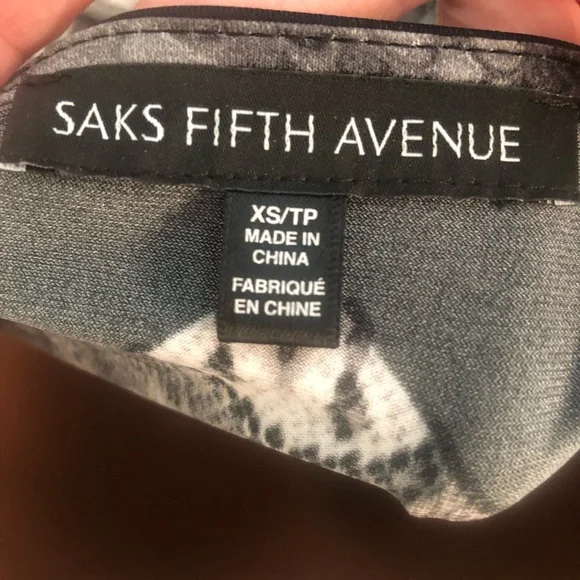 SAKS FIFTH AVENUE
XS/TP
MADE IN
CHINA
FABRIQUÉ
EN CHINE